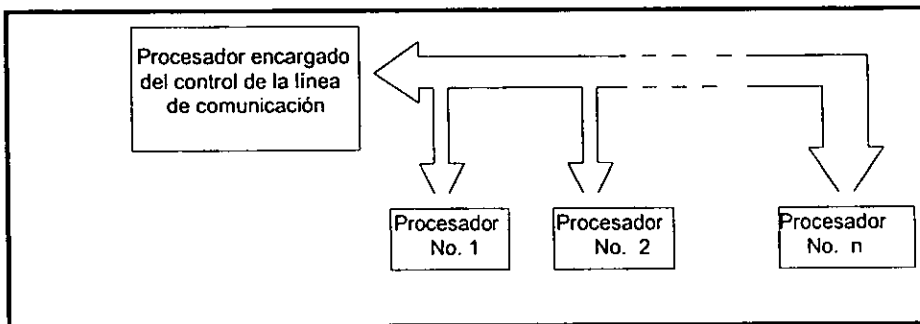 Procesador encargado
del control de la línea
de comunicación
Procesador
No. 1
Procesador
No. 2
Procesador
No. n